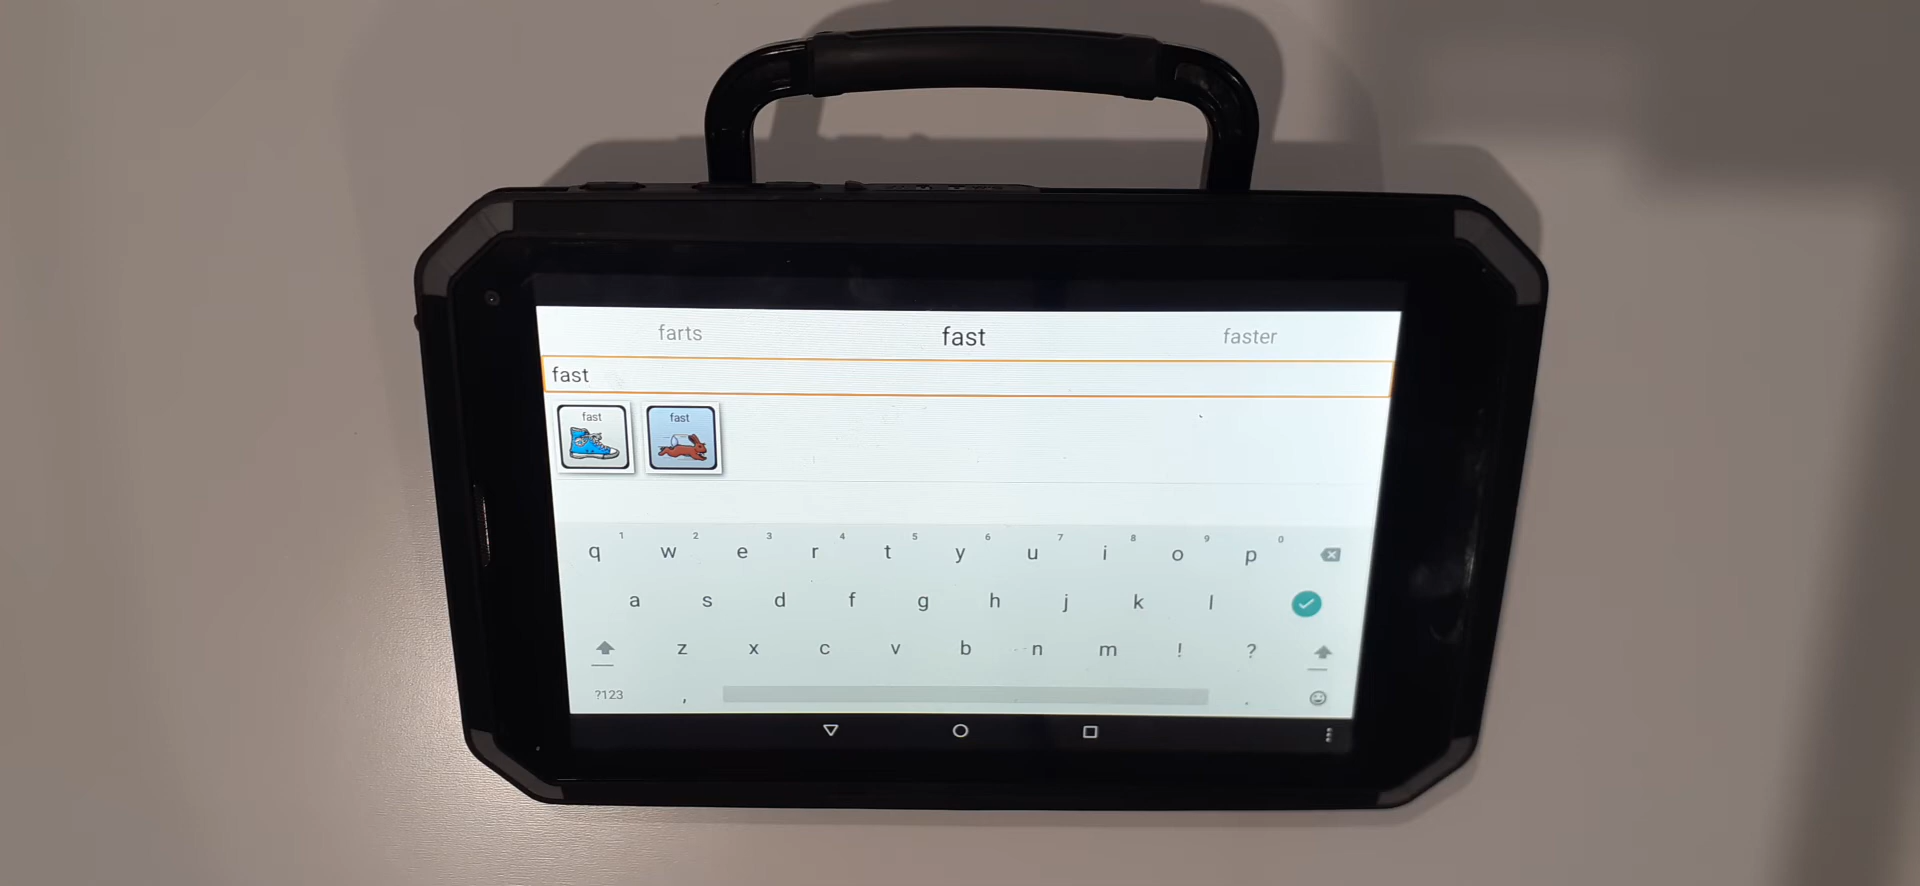 farts fast faster
fast
fast fast
1 2 3 4 5 6 7 8 9 0
q w e r t y u i o p
a s d f g h j k l
z x c v b n m ! ?
?123 , .